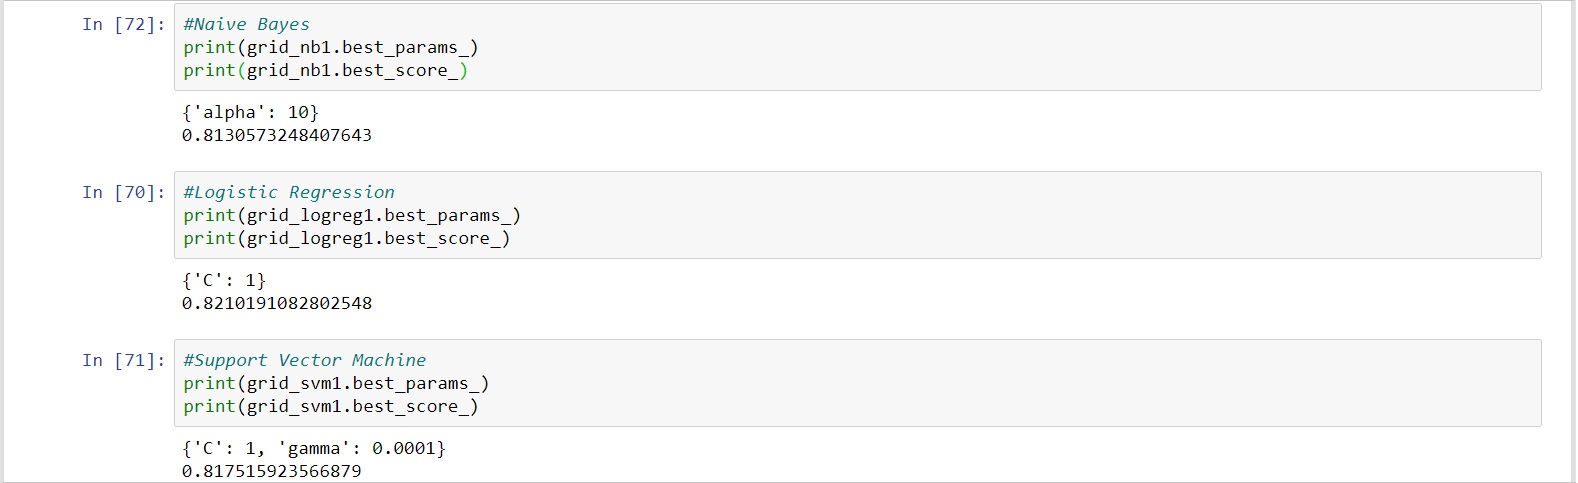 In [72]: #Naive Bayes
print(grid_nb1.best_params_)
print(grid_nb1.best_score_)
{'alpha': 10}
0.8130573248407643
In [70]: #Logistic Regression
print(grid_logreg1.best_params_)
print(grid_logreg1.best_score_)
{'C': 1}
0.8210191082802548
In [71]: #Support Vector Machine
print(grid_svm1.best_params_)
print(grid_svm1.best_score_)
{'C': 1, 'gamma': 0.0001}
0.817515923566879